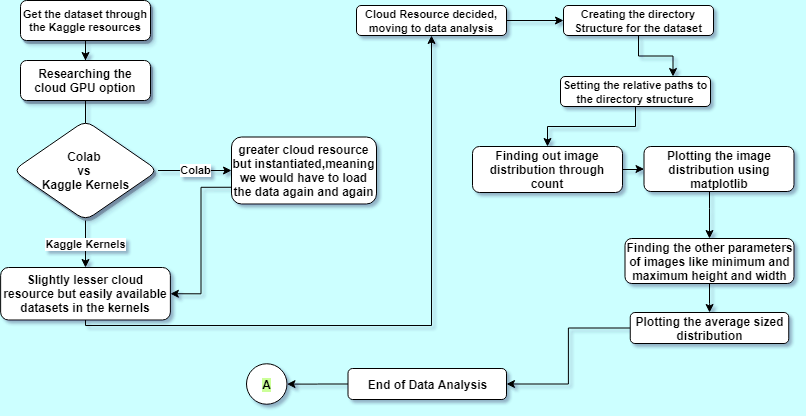 Get the dataset through
the Kaggle resources
Researching the
cloud GPU option
Colab
vs
Kaggle Kernels
Colab
greater cloud resource
but instantiated,meaning
we would have to load
the data again and again
Kaggle Kernels
Slightly lesser cloud
resource but easily available
datasets in the kernels
Cloud Resource decided,
moving to data analysis
Creating the directory
Structure for the dataset
Setting the relative paths to
the directory structure
Finding out image
distribution through
count
Plotting the image
distribution using
matplotlib
Finding the other parameters
of images like minimum and
maximum height and width
Plotting the average sized
distribution
End of Data Analysis
A